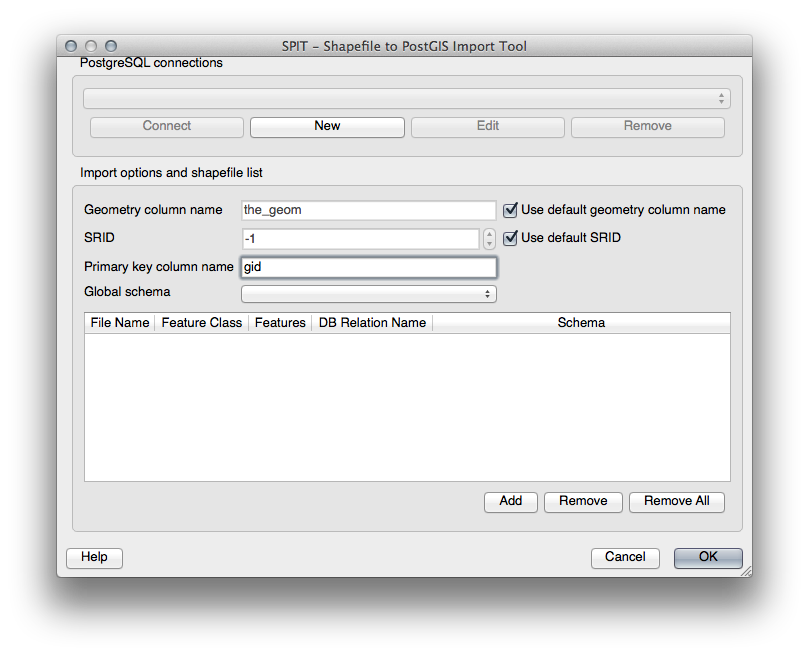 SPIT - Shapefile to PostGIS Import Tool
PostgreSQL connections
Connect New Edit Remove
Import options and shapefile list
Geometry column name the_geom Use default geometry column name
SRID -1 Use default SRID
Primary key column name gid
Global schema
File Name Feature Class Features DB Relation Name Schema
Add Remove Remove All
Help Cancel OK